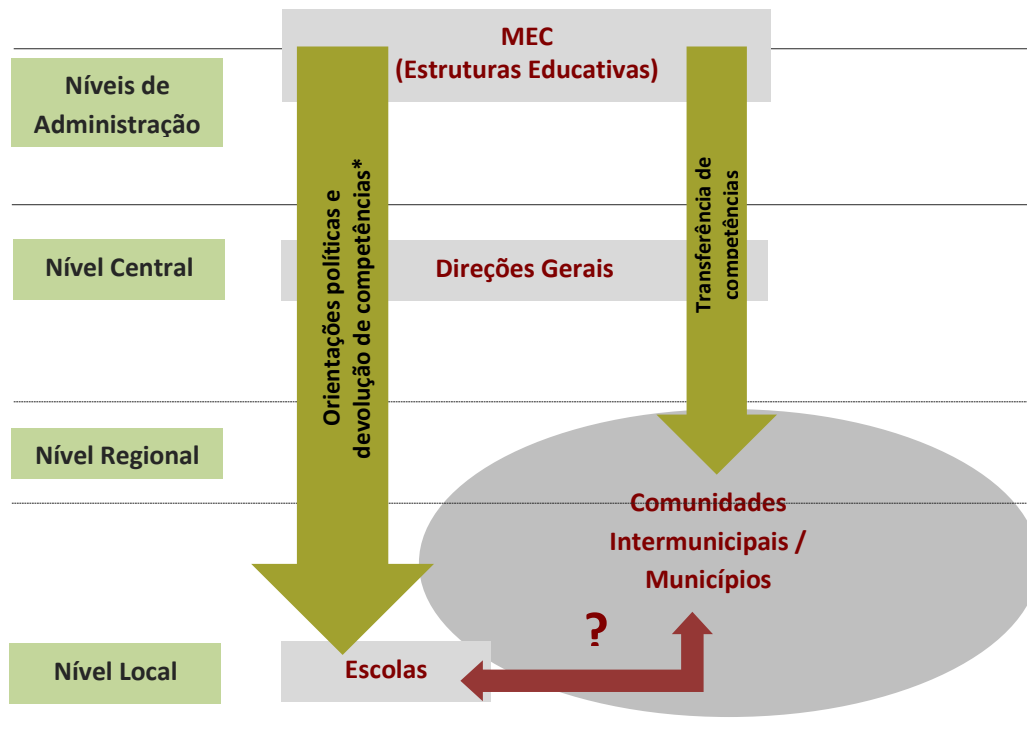 MEC
(Estruturas Educativas)
Níveis de
Administração
Orientações políticas e
devolução de competências*
Transferência de
competências
Nível Central
Direções Gerais
Nível Regional
Comunidades
Intermunicipais /
Municípios
?
Nível Local
Escolas